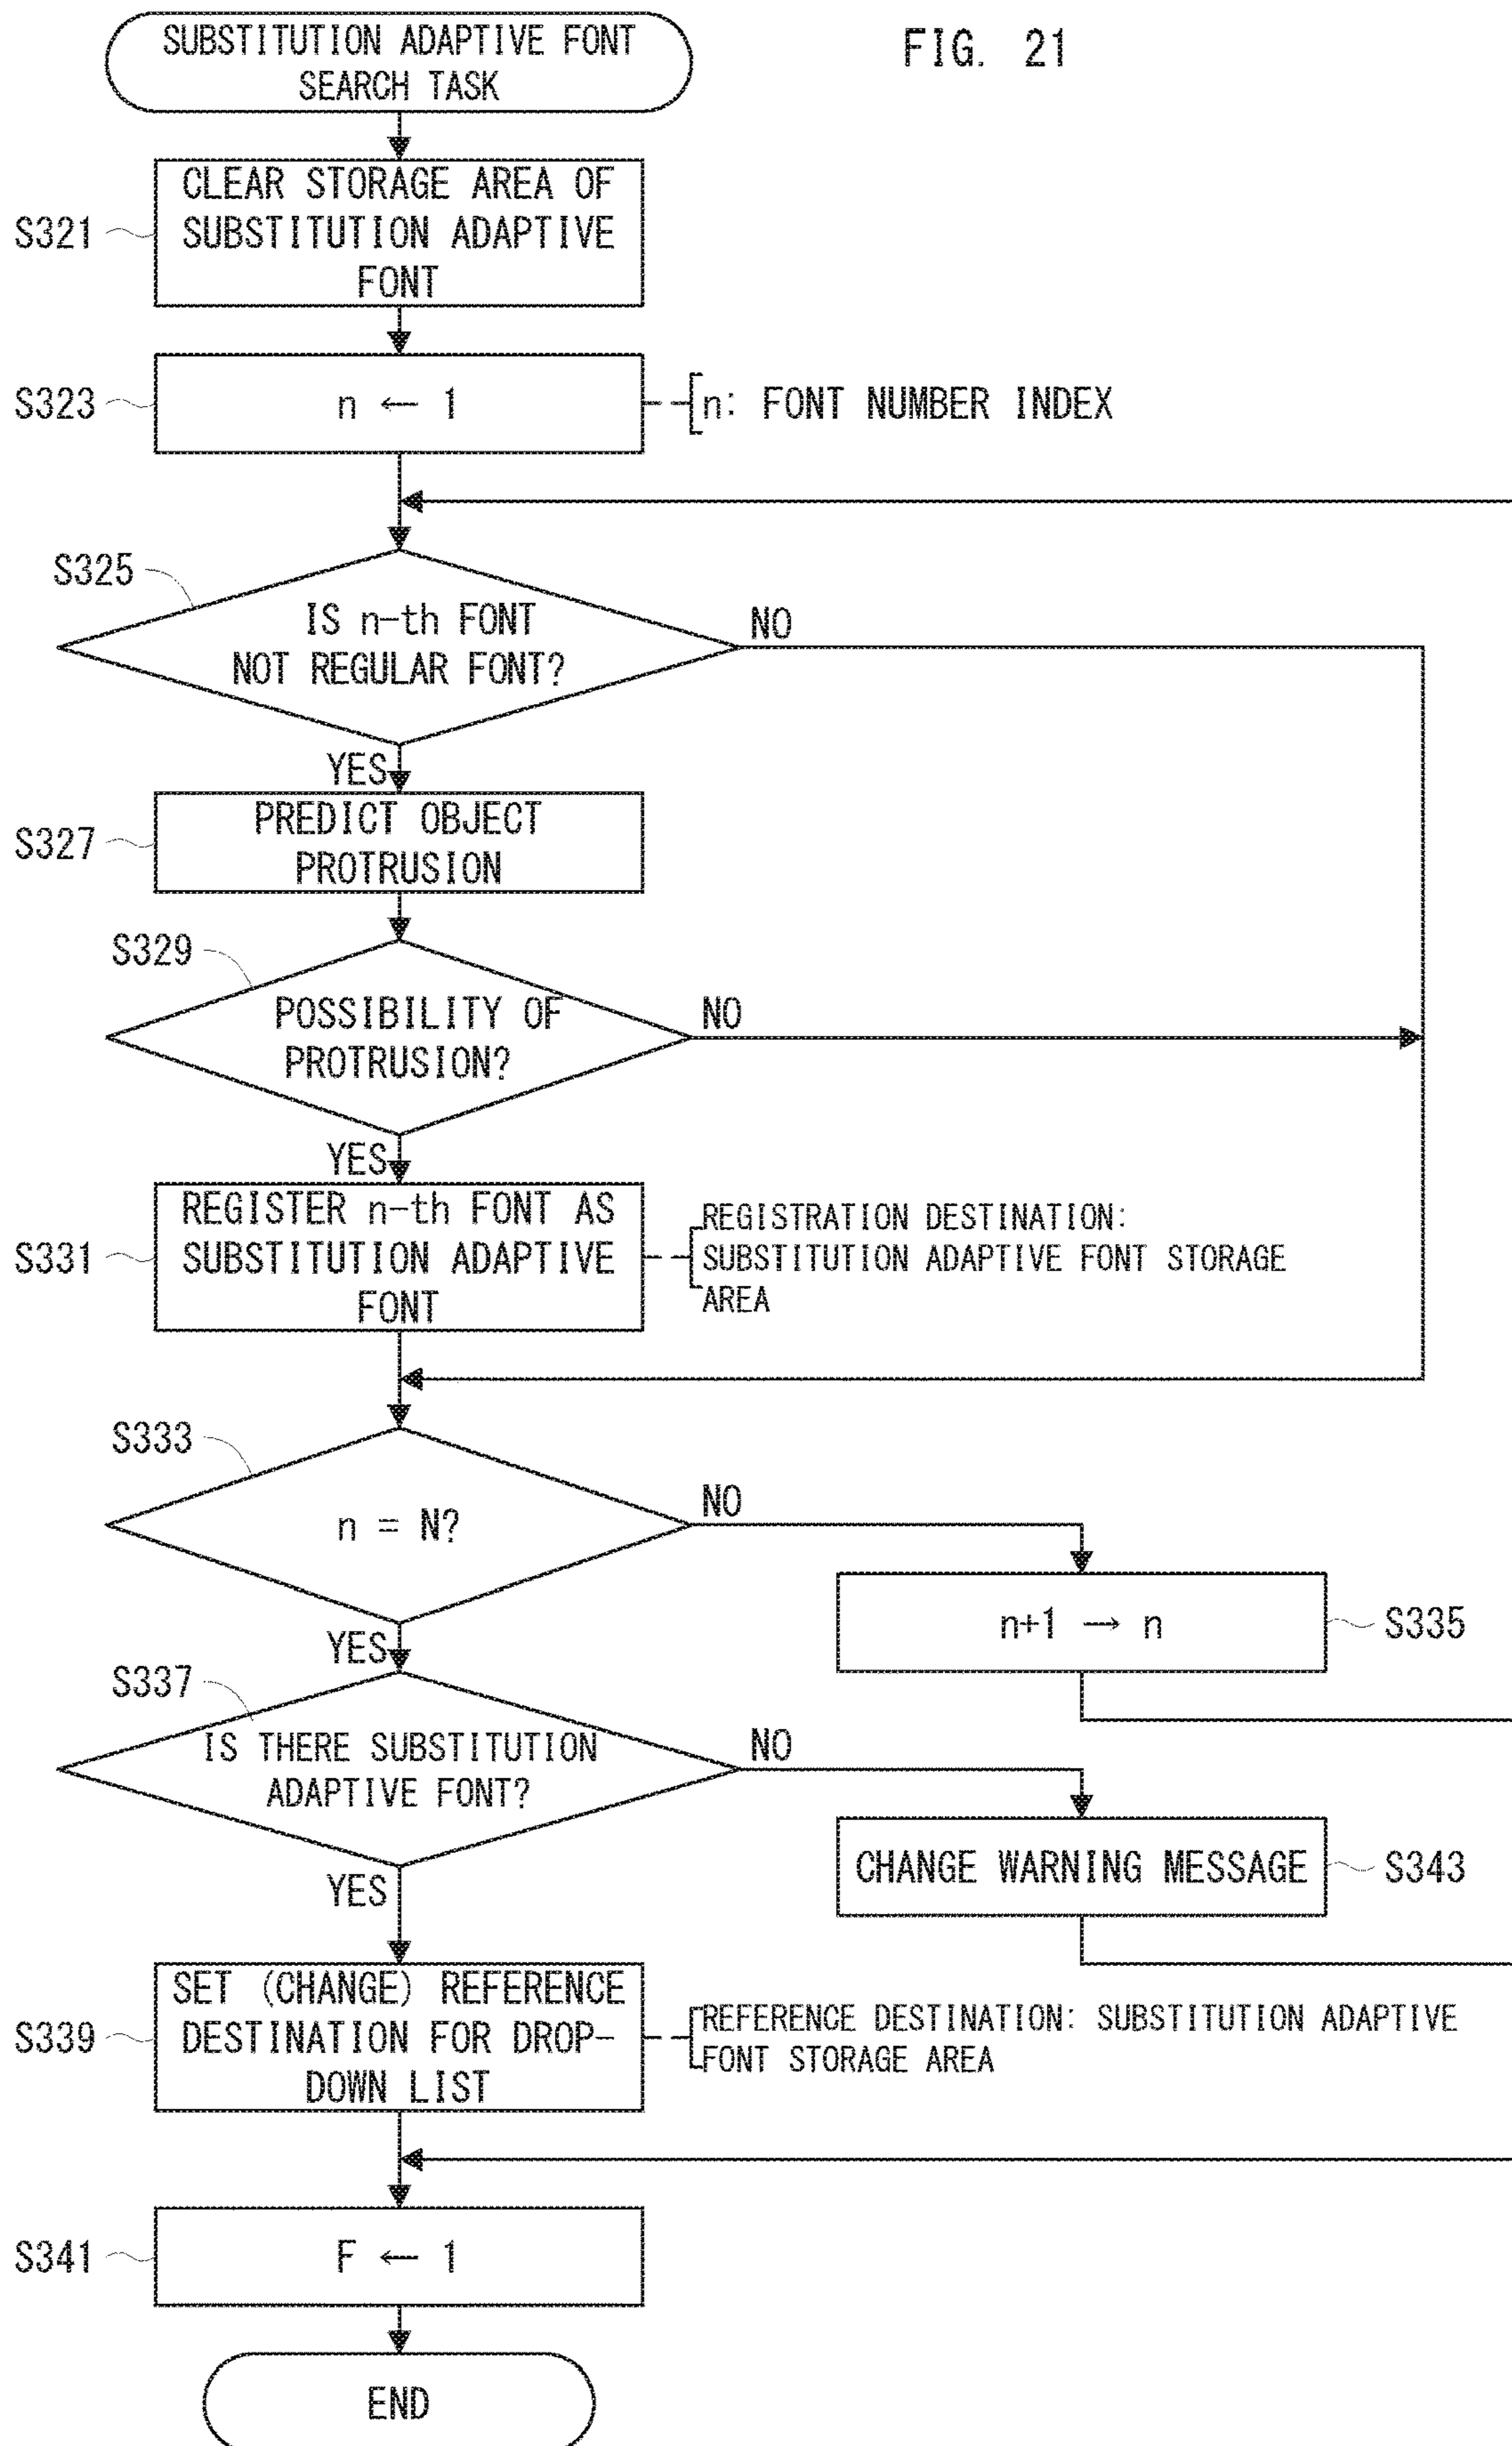 FIG. 21
SUBSTITUTION ADAPTIVE FONT
SEARCH TASK
S321
CLEAR STORAGE AREA OF
SUBSTITUTION ADAPTIVE
FONT
S323
n ← 1
n: FONT NUMBER INDEX
S325
IS n-th FONT
NOT REGULAR FONT?
NO
YES
S327
PREDICT OBJECT
PROTRUSION
S329
POSSIBILITY OF
PROTRUSION?
NO
YES
S331
REGISTER n-th FONT AS
SUBSTITUTION ADAPTIVE
FONT
REGISTRATION DESTINATION:
SUBSTITUTION ADAPTIVE FONT STORAGE
AREA
S333
n = N?
NO
YES
n+1 → n
S335
S337
IS THERE SUBSTITUTION
ADAPTIVE FONT?
NO
YES
CHANGE WARNING MESSAGE
S343
S339
SET (CHANGE) REFERENCE
DESTINATION FOR DROP-
DOWN LIST
REFERENCE DESTINATION: SUBSTITUTION ADAPTIVE
FONT STORAGE AREA
S341
F ← 1
END